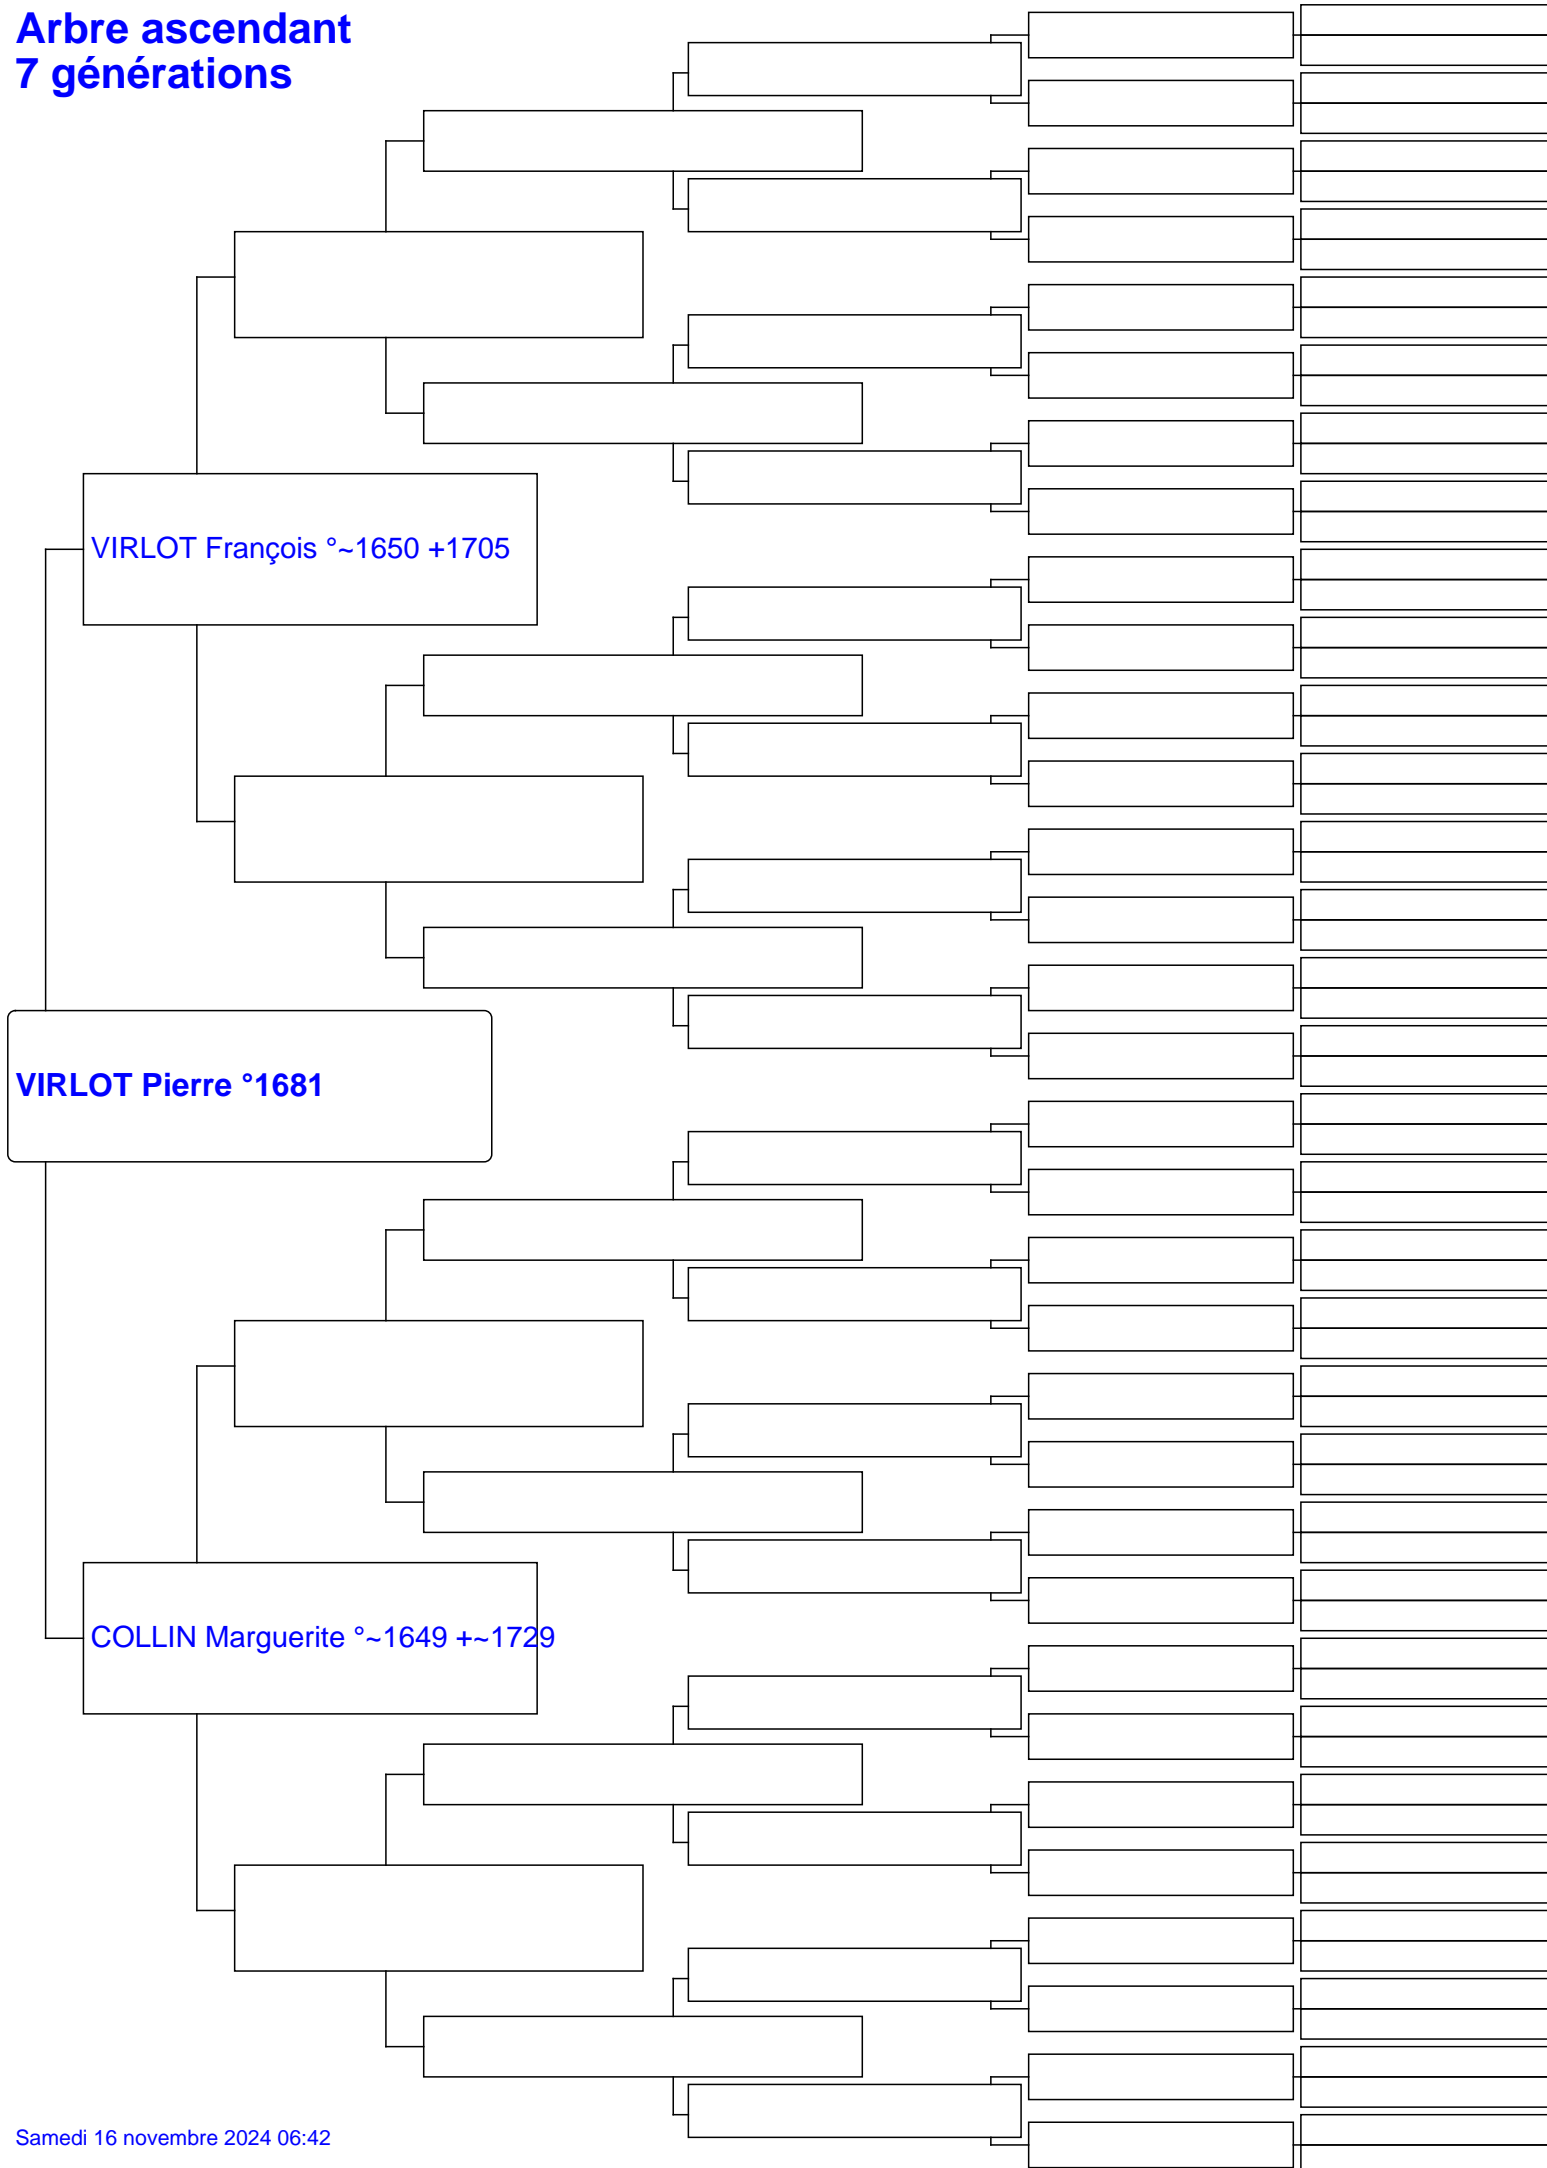 Arbre ascendant
7 générations
VIRLOT François °~1650 +1705
VIRLOT Pierre °1681
COLLIN Marguerite °~1649 +~1729
Samedi 16 novembre 2024 06:42